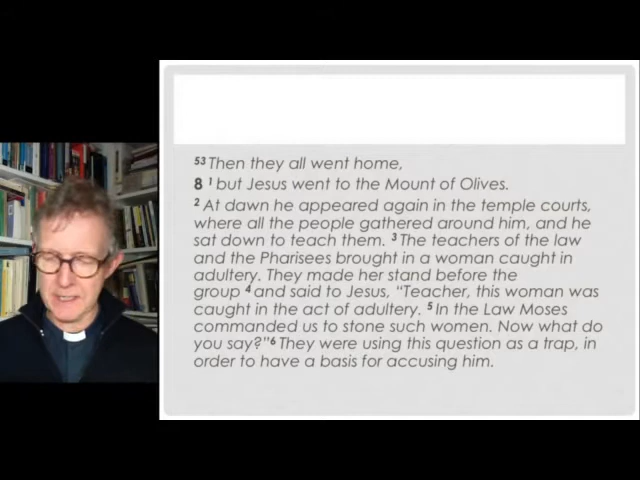 53 Then they all went home,
8 1 but Jesus went to the Mount of Olives.
2 At dawn he appeared again in the temple courts,
where all the people gathered around him, and he
sat down to teach them. 3 The teachers of the law
and the Pharisees brought in a woman caught in
adultery. They made her stand before the
group 4 and said to Jesus, “Teacher, this woman was
caught in the act of adultery. 5 In the Law Moses
commanded us to stone such women. Now what do
you say?” 6 They were using this question as a trap, in
order to have a basis for accusing him.